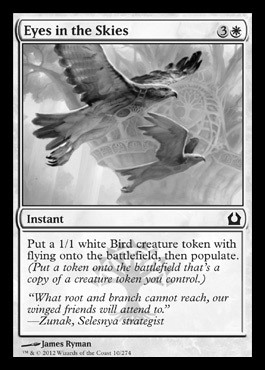 Eyes in the Skies 3
Instant
Put a 1/1 white Bird creature token with
flying onto the battlefield, then populate.
(Put a token onto the battlefield that's a
copy of a creature token you control.)
"What root and branch cannot reach, our
winged friends will attend to."
—Zunak, Selesnya strategist
James Ryman
™ & © 2012 Wizards of the Coast 10/274